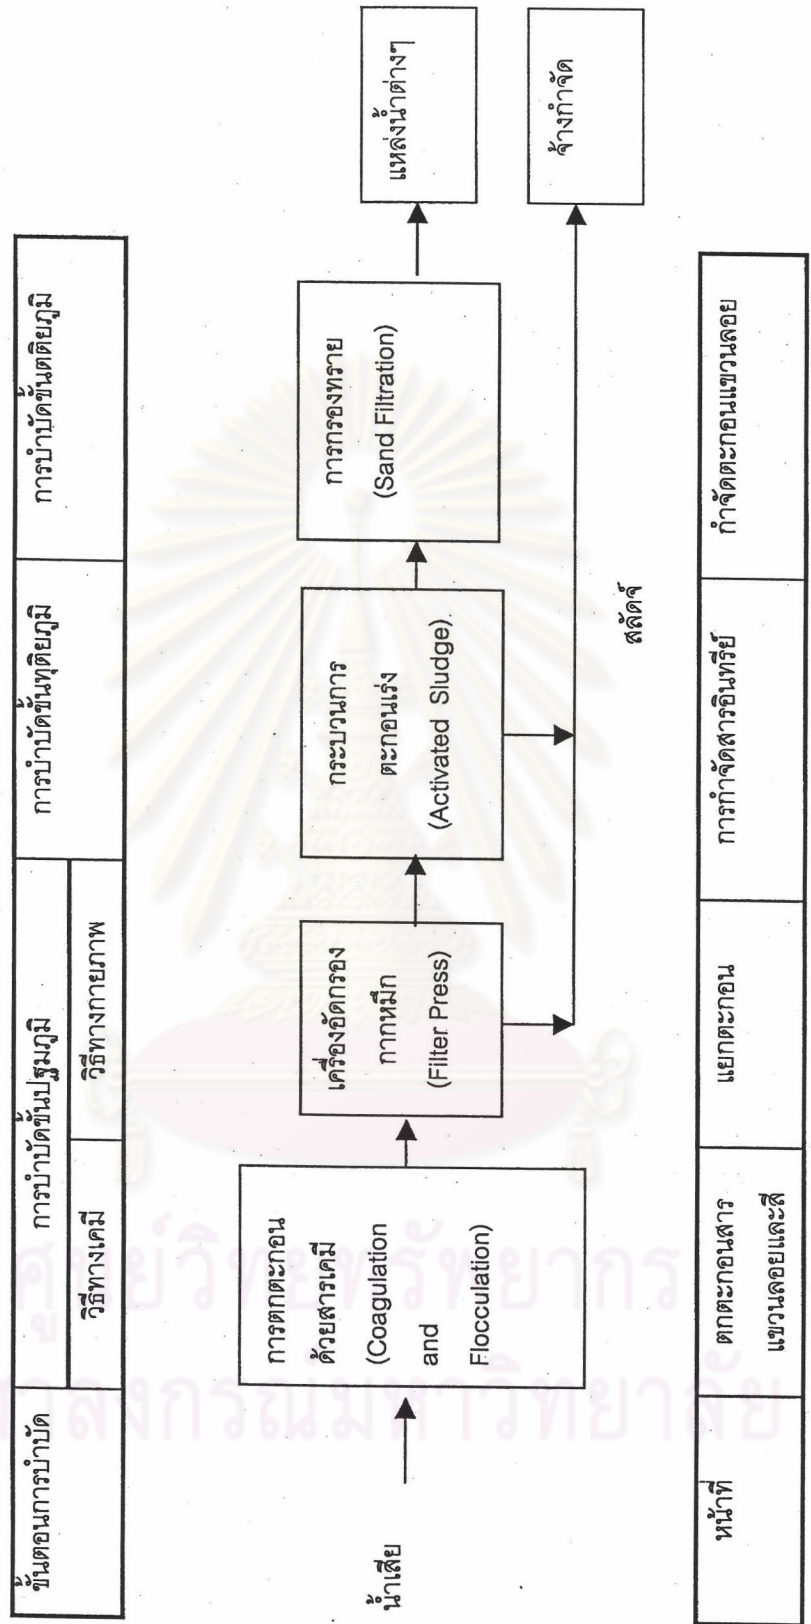 ขั้นตอนการบำบัด
การบำบัดขั้นปฐมภูมิ
การบำบัดขั้นทุติยภูมิ
การบำบัดขั้นตติยภูมิ
วิธีทางเคมี
วิธีทางกายภาพ
น้ำเสีย
การตกตะกอน
ด้วยสารเคมี
(Coagulation
and
Flocculation)
เครื่องอัดกรอง
กากหมึก
(Filter Press)
กระบวนการ
ตะกอนเร่ง
(Activated Sludge)
การกรองทราย
(Sand Filtration)
แหล่งน้ำต่างๆ
จ้างกำจัด
สลัดจ์
หน้าที่
ตกตะกอนสาร
แขวนลอยและสี
แยกตะกอน
การกำจัดสารอินทรีย์
กำจัดตะกอนแขวนลอย
ศูนย์วิทยทรัพยากร
จุฬาลงกรณ์มหาวิทยาลัย